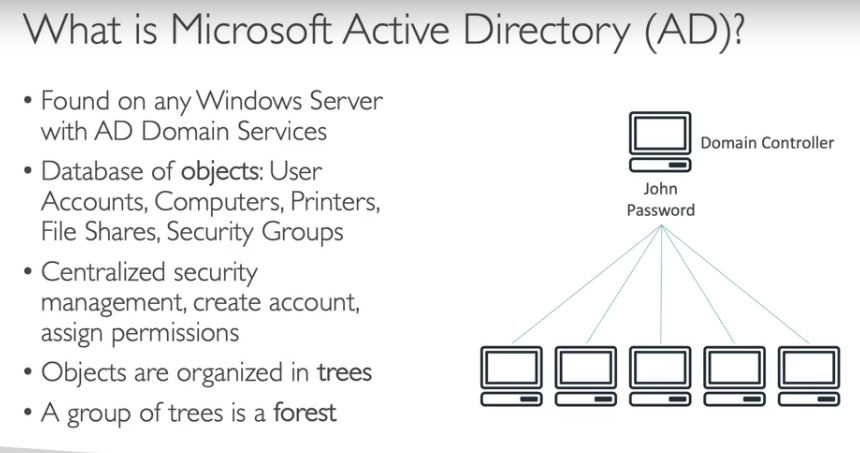 What is Microsoft Active Directory (AD)?
• Found on any Windows Server
with AD Domain Services
• Database of objects: User
Accounts, Computers, Printers,
File Shares, Security Groups
• Centralized security
management, create account,
assign permissions
• Objects are organized in trees
• A group of trees is a forest
Domain Controller
John
Password